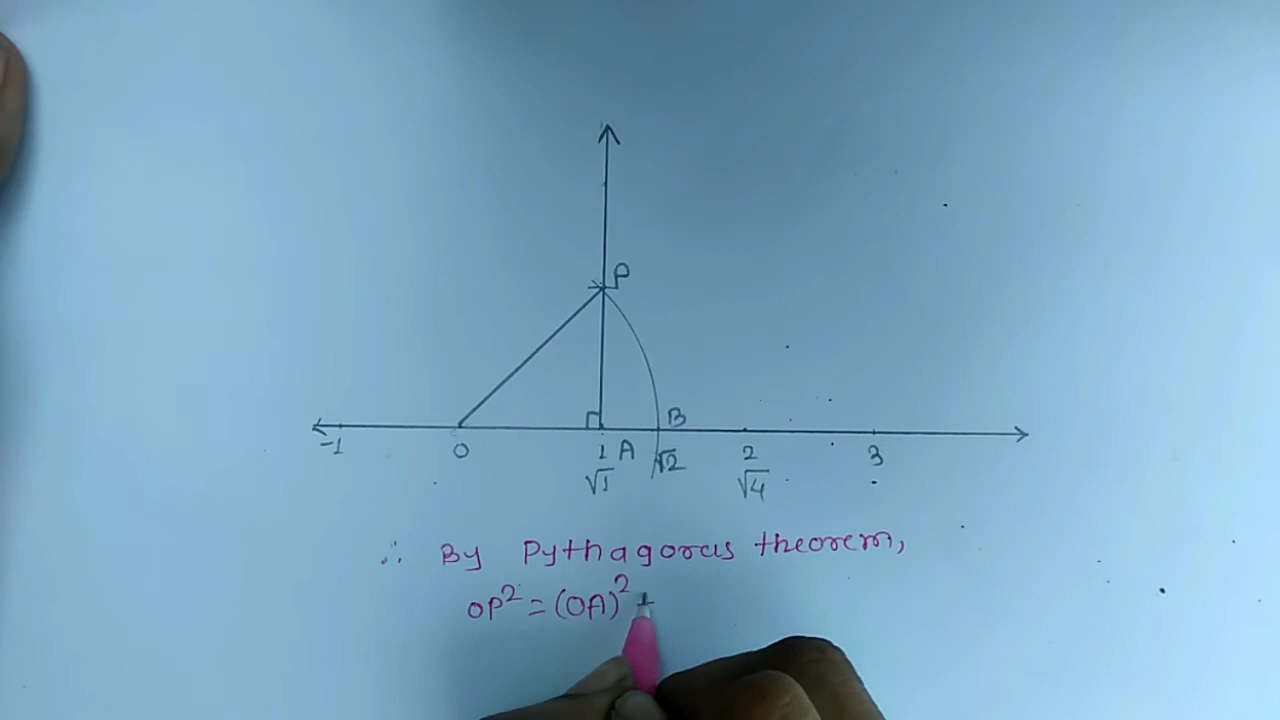 P
B
-1 0 1 A √2 2 3
√1 √4
∴ By Pythagoras theorem,
OP² = (OA)² +